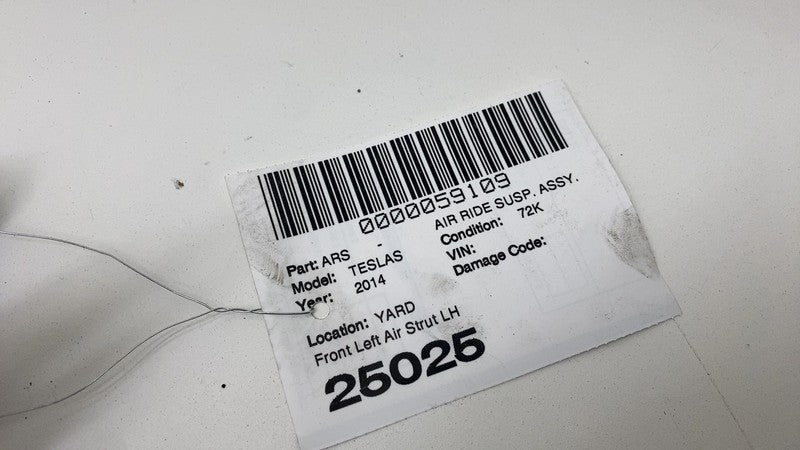 0000059109
Part: ARS - AIR RIDE SUSP. ASSY.
Model: TESLAS Condition: 72K
Year: 2014 VIN:
Damage Code:
Location: YARD
Front Left Air Strut LH
25025